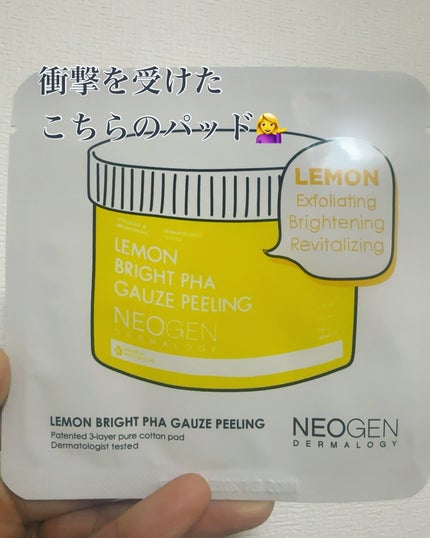 衝撃を受けた
こちらのパッド💁‍♀️
LEMON
Exfoliating
Brightening
Revitalizing
LEMON
BRIGHT PHA
GAUZE PEELING
NEOGEN
DERMALOGY
LEMON BRIGHT PHA GAUZE PEELING
Patented 3-layer pure cotton pad
Dermatologist tested
NEOGEN
DERMALOGY